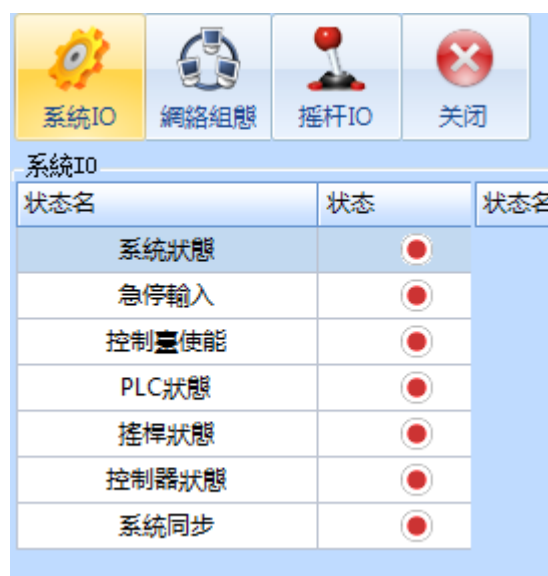 系统IO 網絡組態 摇杆IO 关闭
系統IO
状态名 状态 状态名
系統狀態
急停輸入
控制臺使能
PLC狀態
搖桿狀態
控制器狀態
系統同步